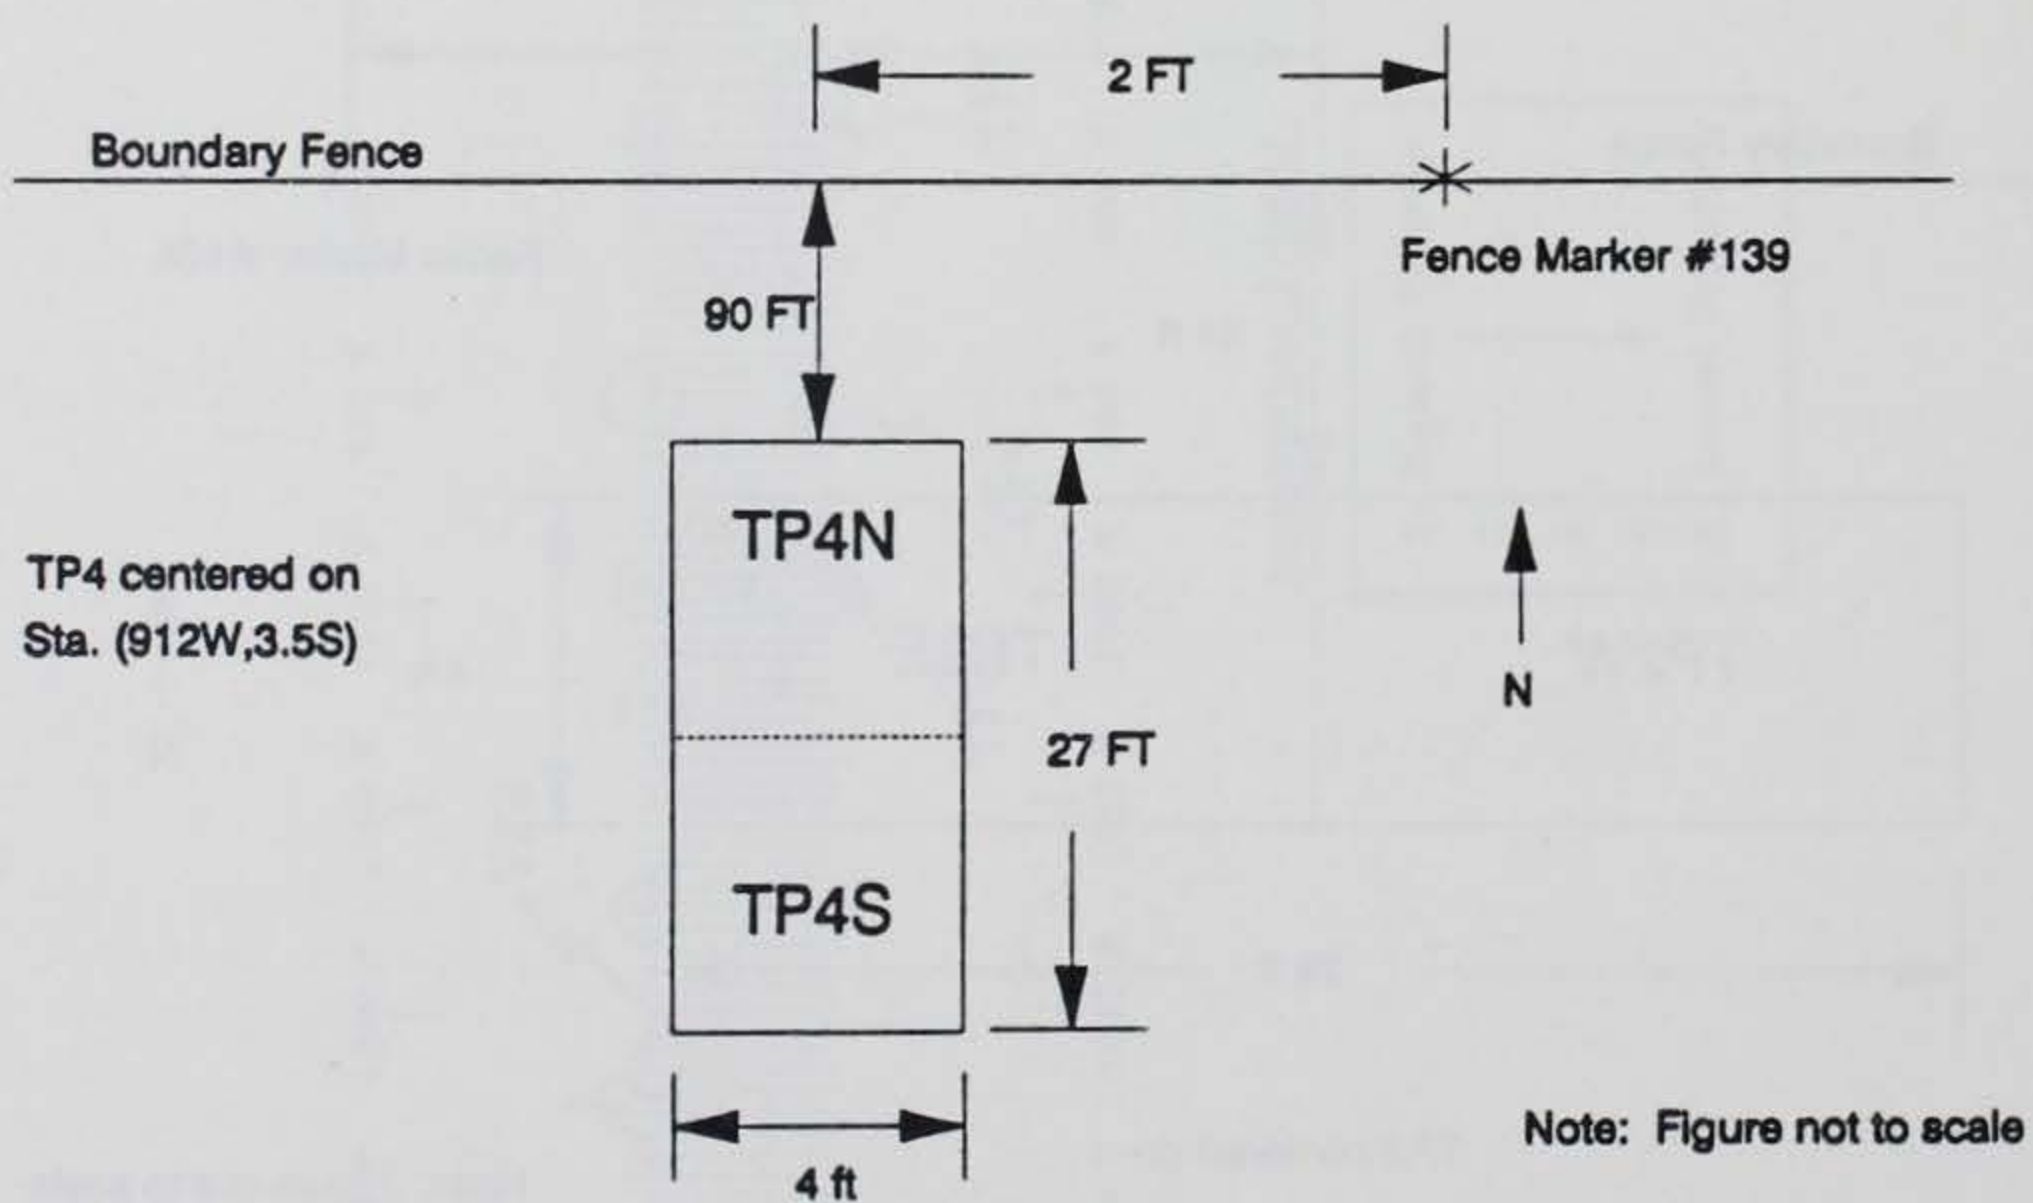 2 FT
Boundary Fence
Fence Marker #139
90 FT
TP4N
TP4 centered on
Sta. (912W,3.5S)
N
27 FT
TP4S
Note: Figure not to scale
4 ft